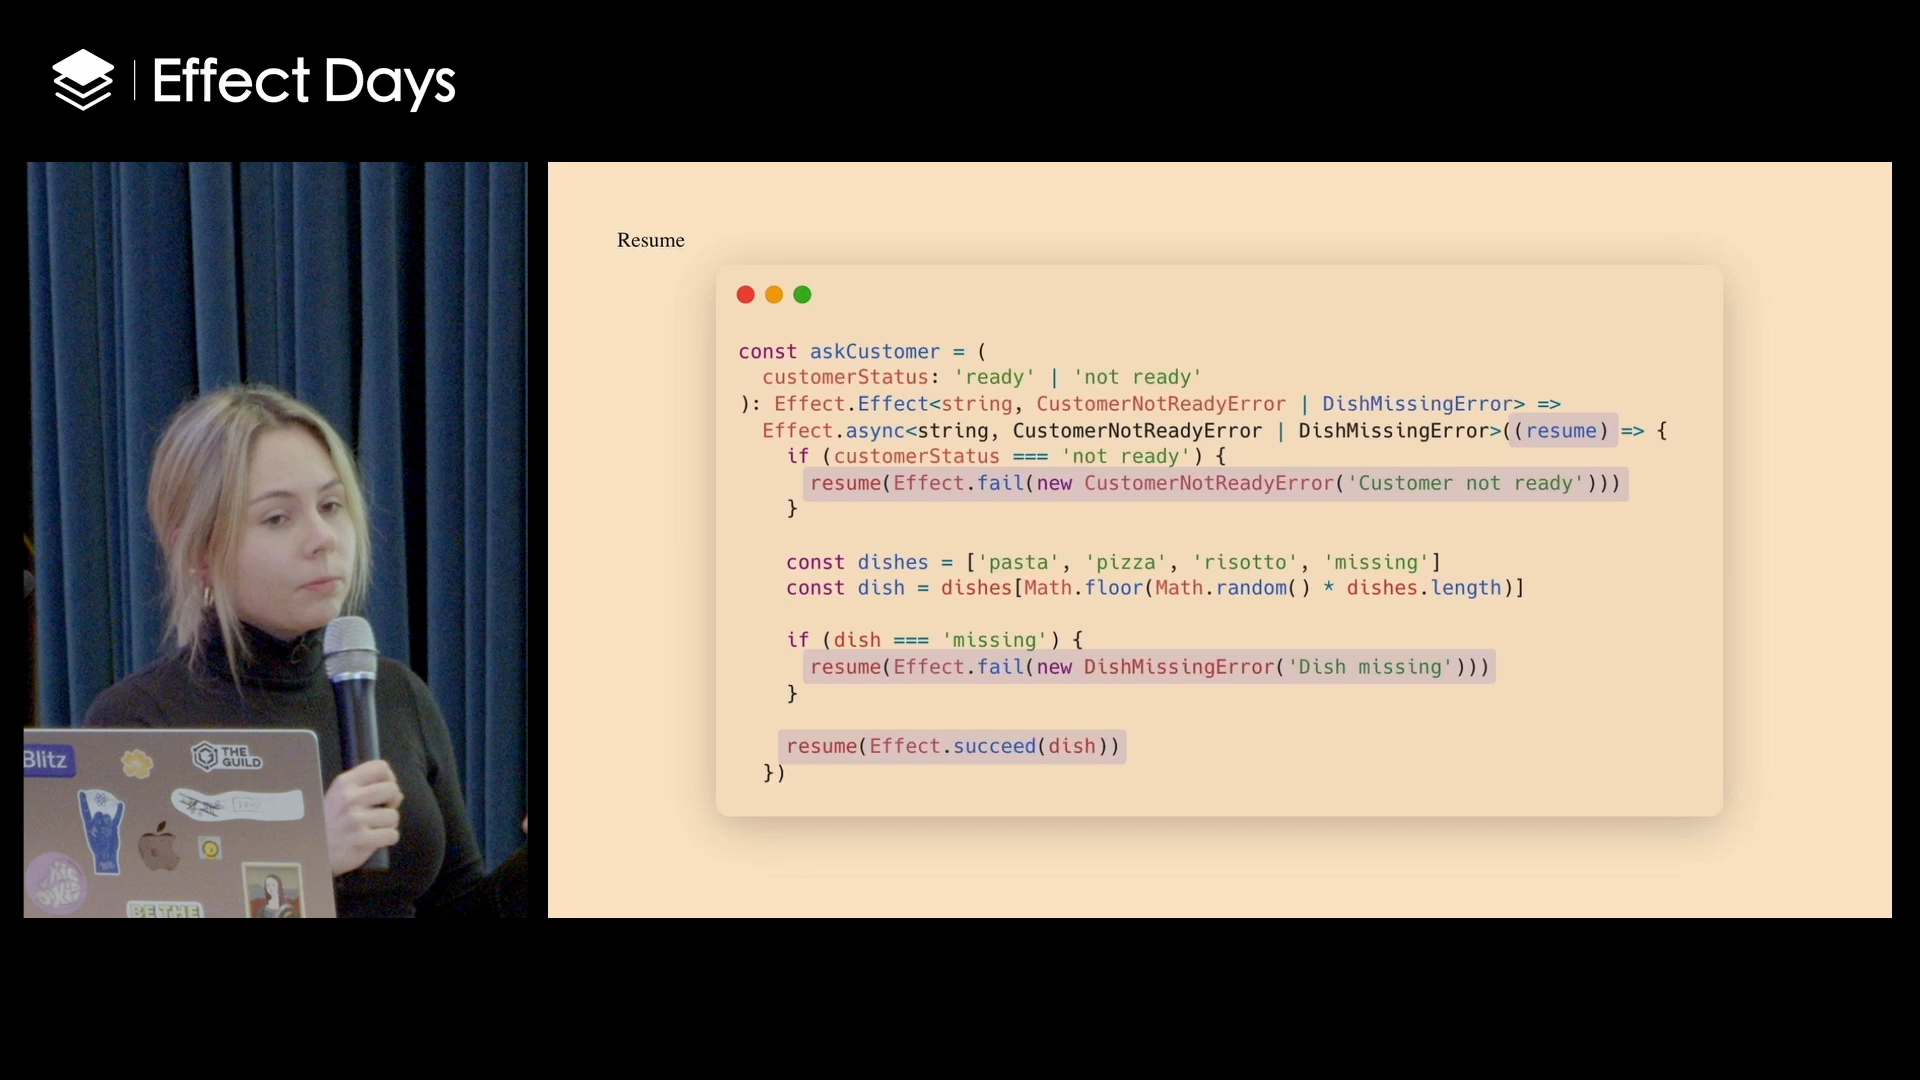 Effect Days
Resume
const askCustomer = (
  customerStatus: 'ready' | 'not ready'
): Effect.Effect<string, CustomerNotReadyError | DishMissingError> =>
  Effect.async<string, CustomerNotReadyError | DishMissingError>((resume) => {
    if (customerStatus === 'not ready') {
      resume(Effect.fail(new CustomerNotReadyError('Customer not ready')))
    }
    const dishes = ['pasta', 'pizza', 'risotto', 'missing']
    const dish = dishes[Math.floor(Math.random() * dishes.length)]
    if (dish === 'missing') {
      resume(Effect.fail(new DishMissingError('Dish missing')))
    }
    resume(Effect.succeed(dish))
  })
Blitz
THE
GUILD
BE THE